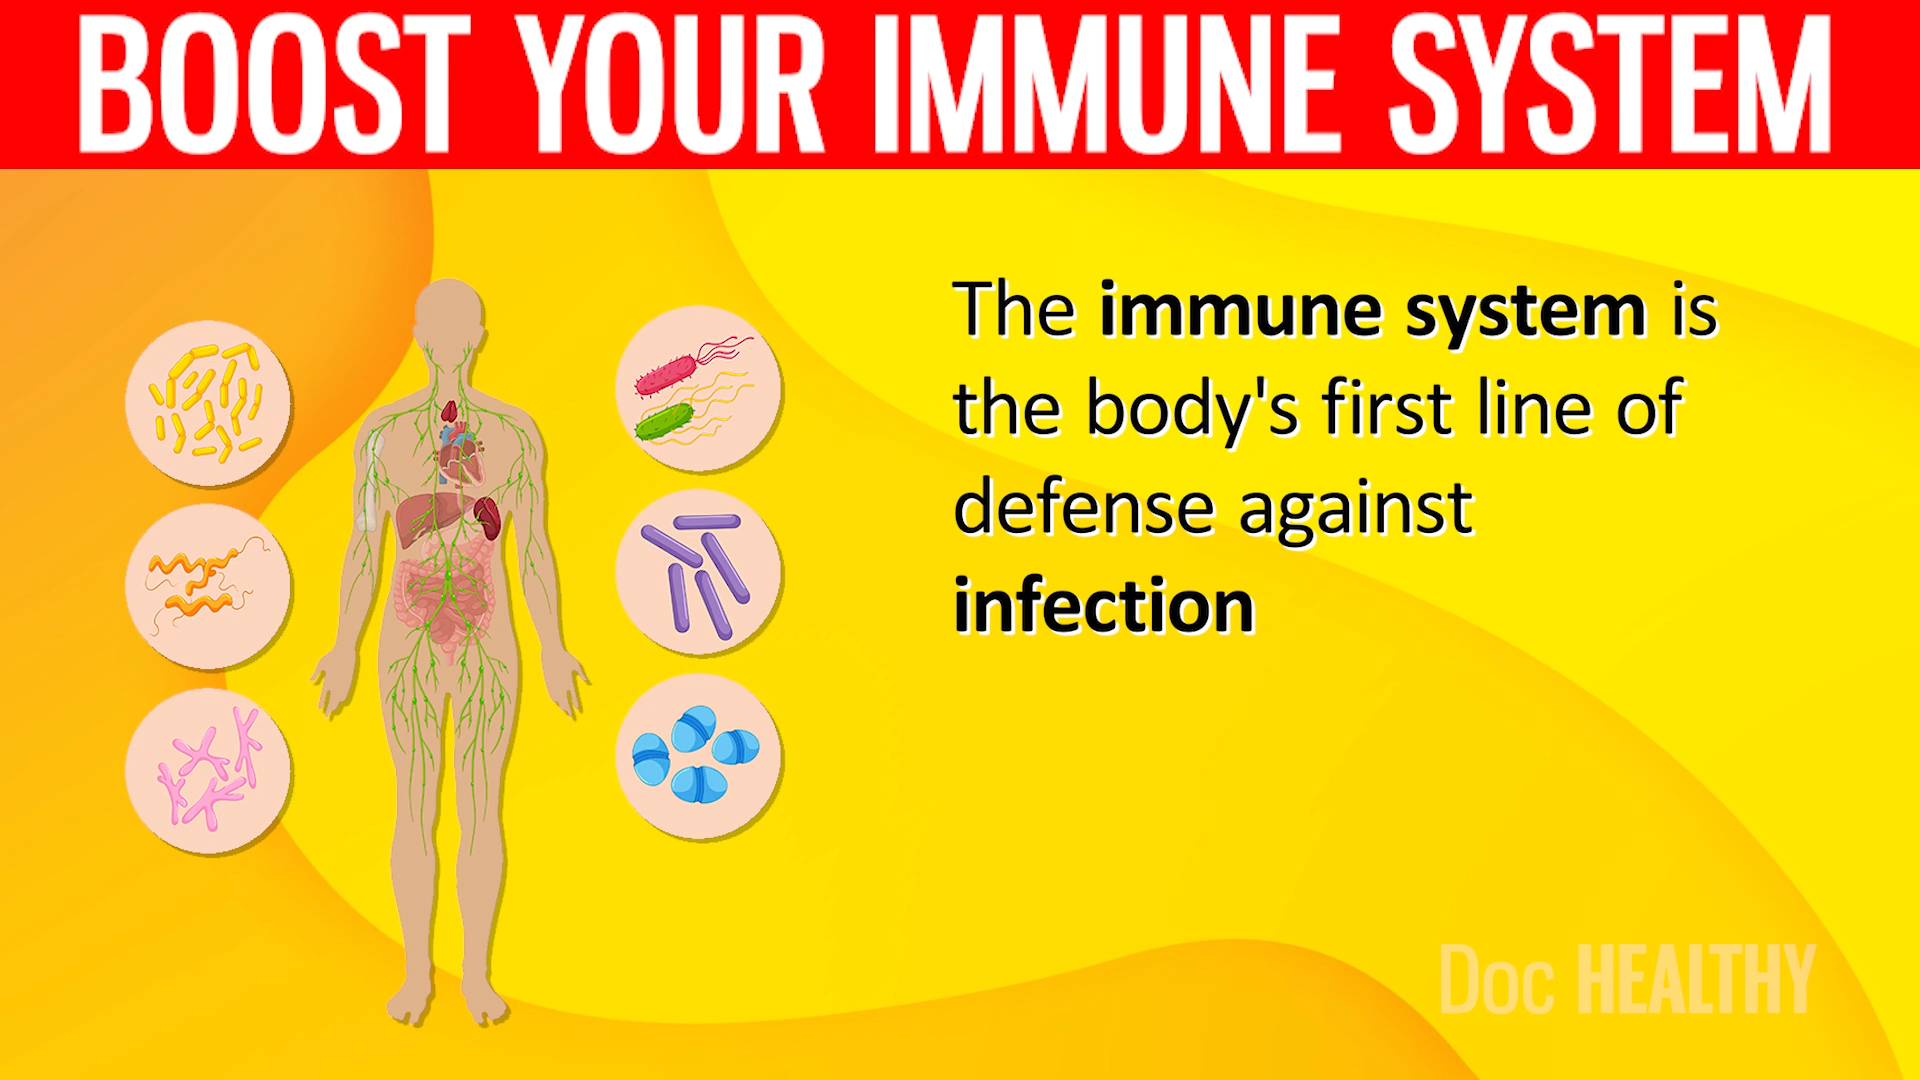 BOOST YOUR IMMUNE SYSTEM
The immune system is
the body's first line of
defense against
infection
Doc HEALTHY